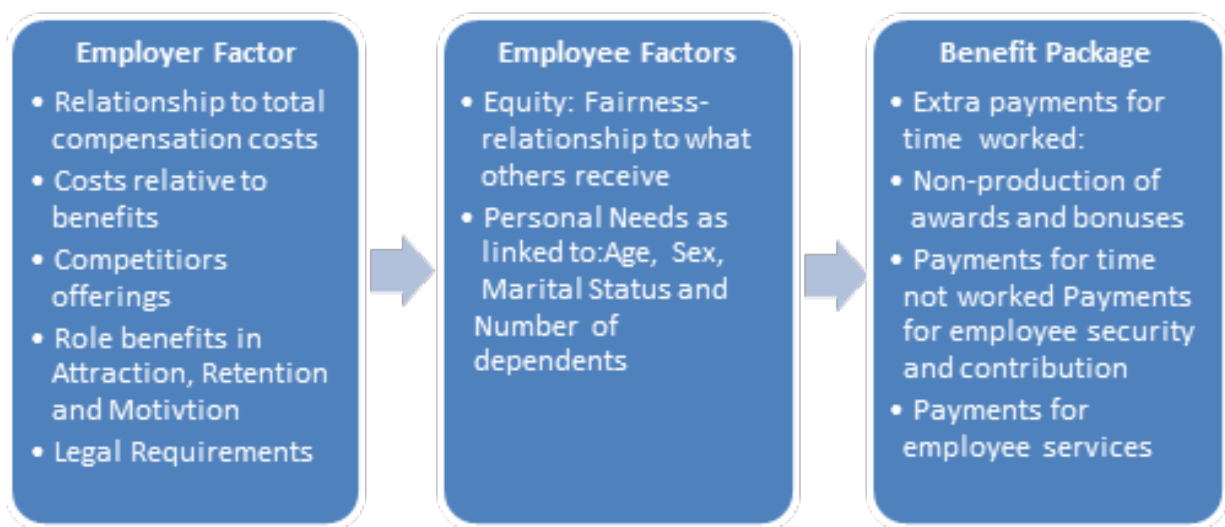 Employer Factor
• Relationship to total
compensation costs
• Costs relative to
benefits
• Competitiors
offerings
• Role benefits in
Attraction, Retention
and Motivtion
• Legal Requirements
Employee Factors
• Equity: Fairness-
relationship to what
others receive
• Personal Needs as
linked to:Age, Sex,
Marital Status and
Number of
dependents
Benefit Package
• Extra payments for
time worked:
• Non-production of
awards and bonuses
• Payments for time
not worked Payments
for employee security
and contribution
• Payments for
employee services